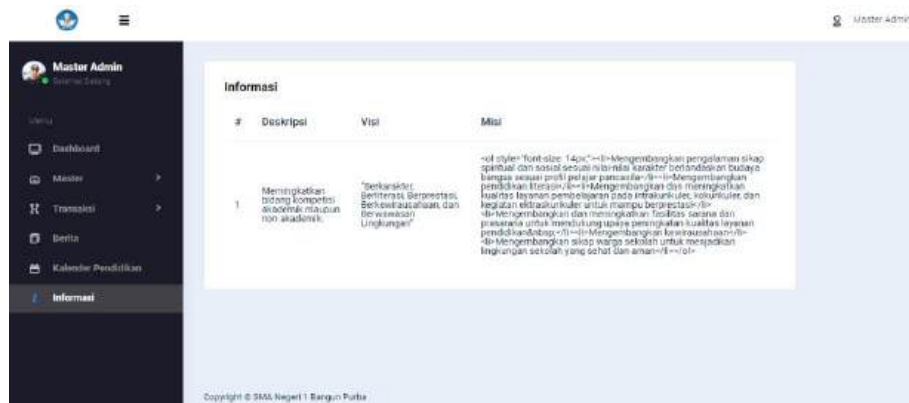 Master Admin
Master Admin
Selamat Datang
Menu
Dashboard
Master
Transaksi
Berita
Kalender Pendidikan
Informasi
Informasi
# Deskripsi Visi Misi
1
Meningkatkan
bidang kompetisi
akademik maupun
non akademik.
"Berkarakter,
Berliterasi, Berprestasi,
Berkewirausahaan, dan
Berwawasan
Lingkungan"
<ol style="font-size: 14px;"><li>Mengembangkan pengalaman sikap
spiritual dan sosial sesuai nilai-nilai karakter berlandaskan budaya
bangsa sesuai profil pelajar pancasila</li><li>Mengembangkan
pendidikan literasi</li><li>Mengembangkan dan meningkatkan
kualitas layanan pembelajaran pada intrakurikuler, kokurikuler, dan
kegiatan ekstrakurikuler untuk mampu berprestasi</li>
<li>Mengembangkan dan meningkatkan fasilitas sarana dan
prasarana untuk mendukung upaya peningkatan kualitas layanan
pendidikan&nbsp;</li><li>Mengembangkan kewirausahaan</li>
<li>Mengembangkan sikap warga sekolah untuk menjadikan
lingkungan sekolah yang sehat dan aman</li></ol>
Copyright © SMA Negeri 1 Bangun Purba